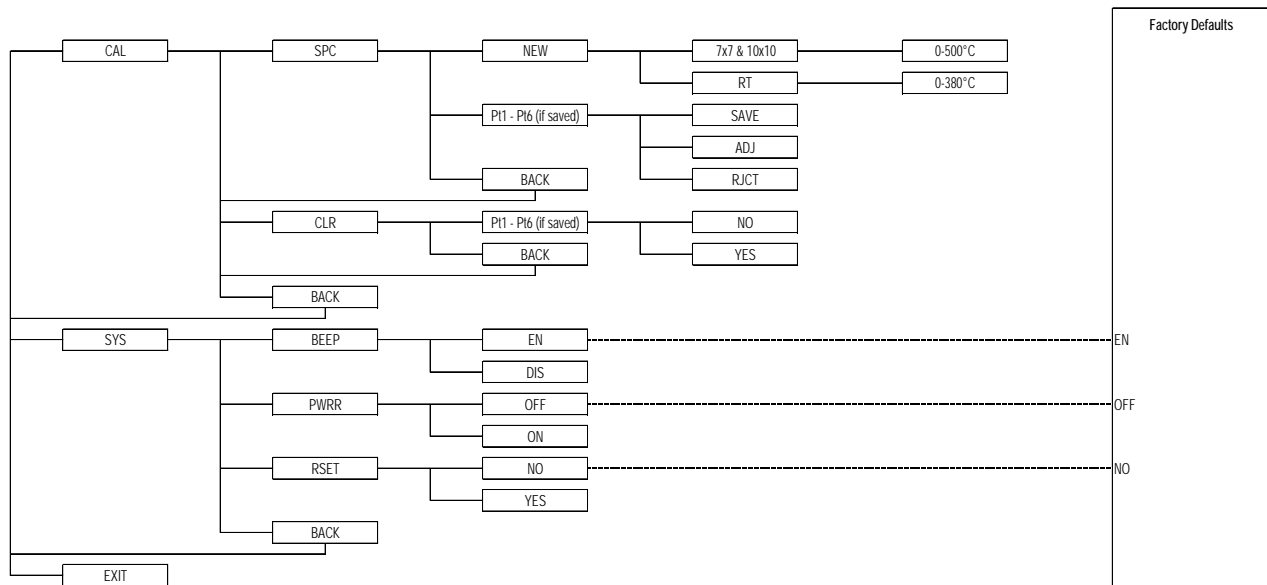 Factory Defaults
CAL SPC NEW 7x7 & 10x10 0-500°C
RT 0-380°C
Pt1 - Pt6 (if saved) SAVE
ADJ
BACK RJCT
CLR Pt1 - Pt6 (if saved) NO
BACK YES
BACK
SYS BEEP EN EN
DIS
PWRR OFF OFF
ON
RSET NO NO
YES
BACK
EXIT